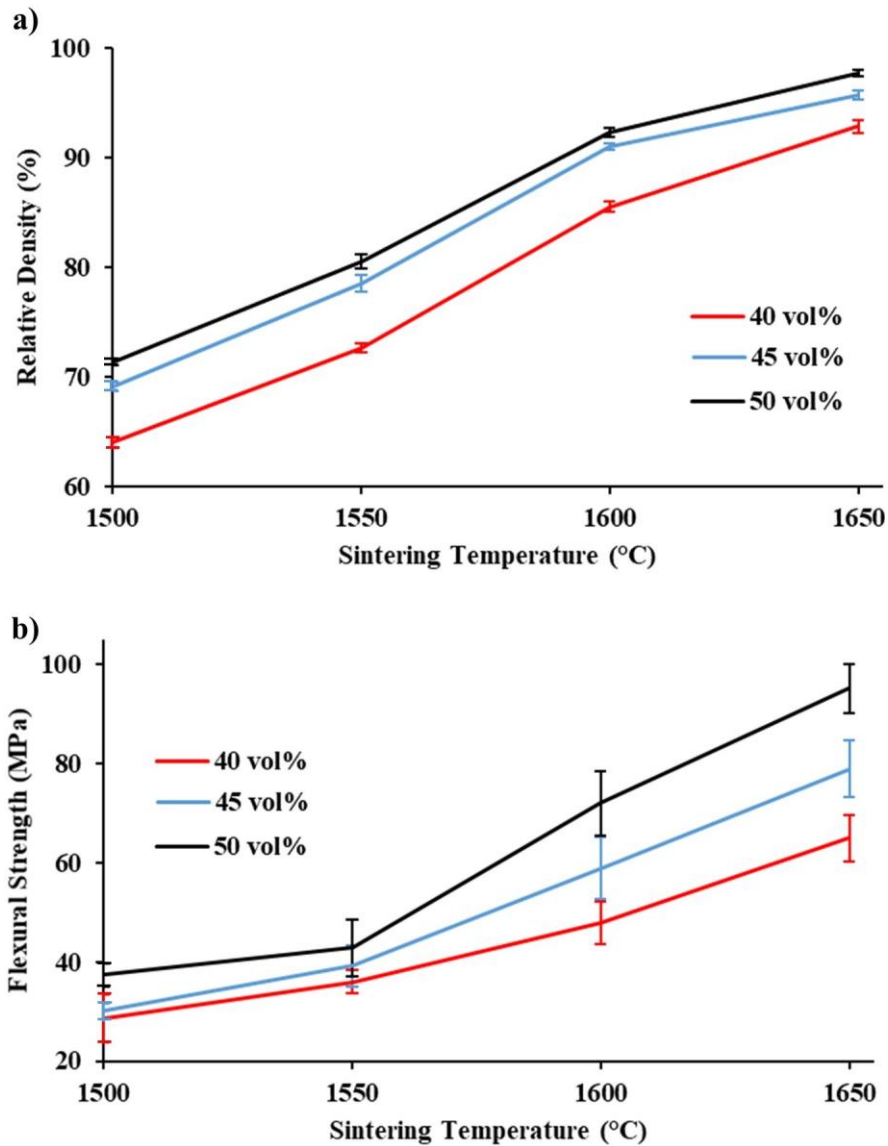 a)
100
90
80
70
60
Relative Density (%)
40 vol%
45 vol%
50 vol%
1500 1550 1600 1650
Sintering Temperature (°C)
b)
100
80
60
40
20
Flexural Strength (MPa)
40 vol%
45 vol%
50 vol%
1500 1550 1600 1650
Sintering Temperature (°C)